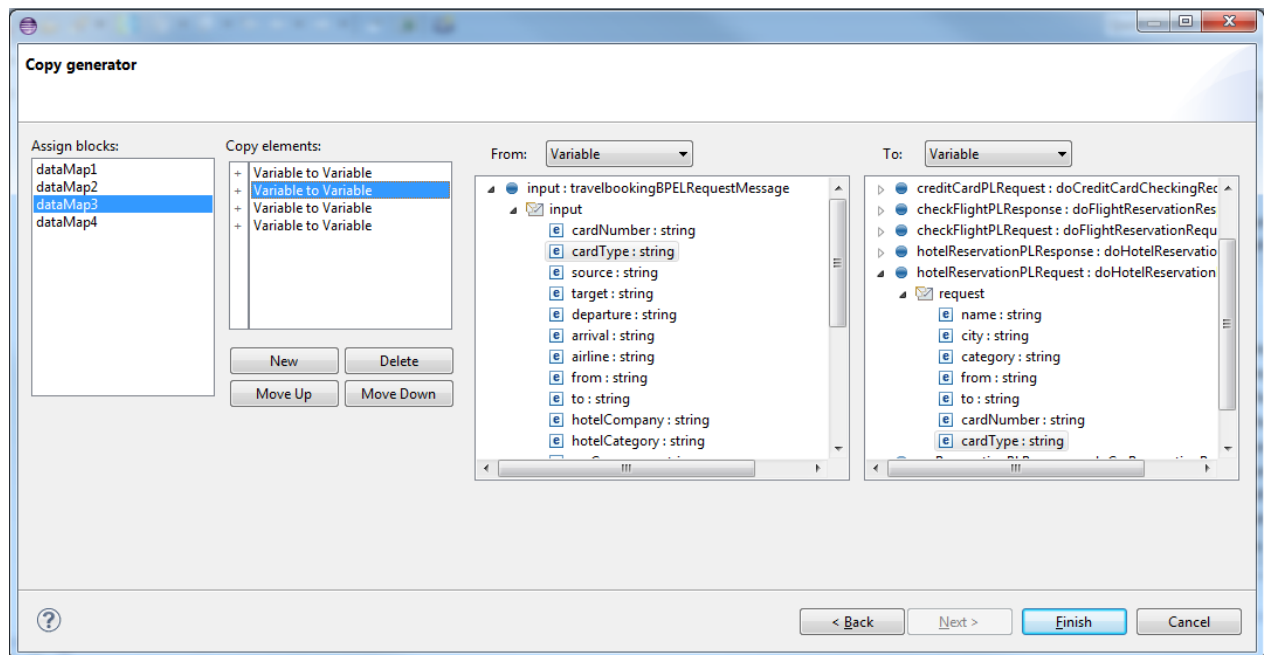 Copy generator
Assign blocks:
dataMap1
dataMap2
dataMap3
dataMap4
Copy elements:
+ Variable to Variable
+ Variable to Variable
+ Variable to Variable
+ Variable to Variable
New
Delete
Move Up
Move Down
From:
Variable
input : travelbookingBPELRequestMessage
input
e cardNumber : string
e cardType : string
e source : string
e target : string
e departure : string
e arrival : string
e airline : string
e from : string
e to : string
e hotelCompany : string
e hotelCategory : string
To:
Variable
creditCardPLRequest : doCreditCardCheckingRec
checkFlightPLResponse : doFlightReservationRes
checkFlightPLRequest : doFlightReservationRequ
hotelReservationPLResponse : doHotelReservatio
hotelReservationPLRequest : doHotelReservation
request
e name : string
e city : string
e category : string
e from : string
e to : string
e cardNumber : string
e cardType : string
?
< Back
Next >
Finish
Cancel